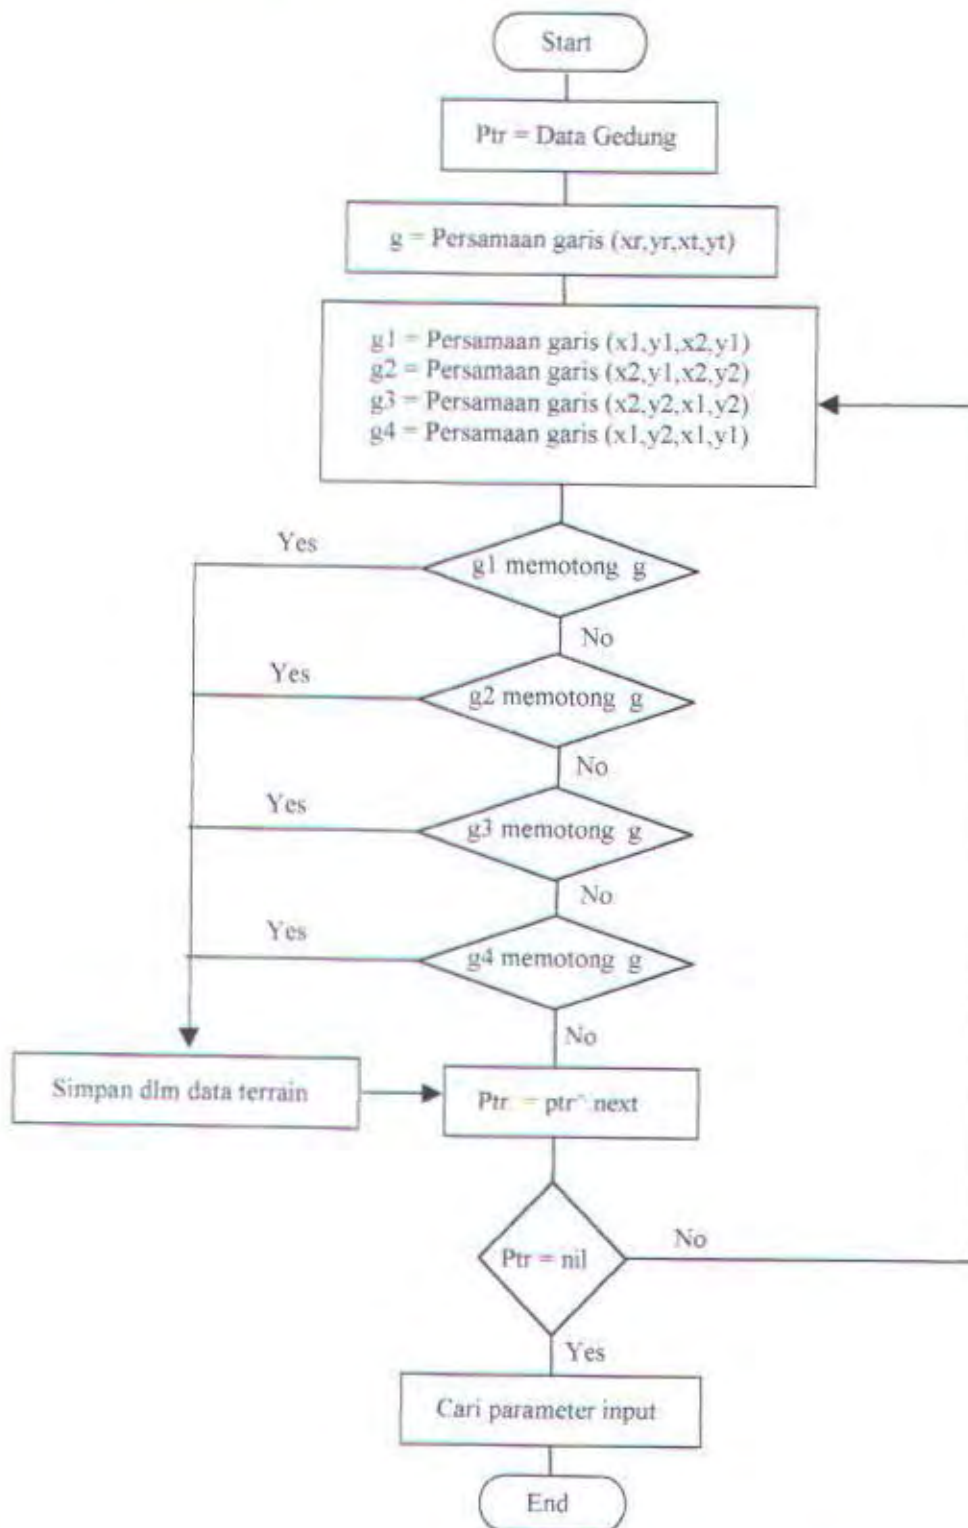 Start
Ptr = Data Gedung
g = Persamaan garis (xr,yr,xt,yt)
g1 = Persamaan garis (x1,y1,x2,y1)
g2 = Persamaan garis (x2,y1,x2,y2)
g3 = Persamaan garis (x2,y2,x1,y2)
g4 = Persamaan garis (x1,y2,x1,y1)
Yes
g1 memotong g
No
Yes
g2 memotong g
No
Yes
g3 memotong g
No
Yes
g4 memotong g
No
Simpan dlm data terrain
Ptr = ptr^.next
Ptr = nil
No
Yes
Cari parameter input
End